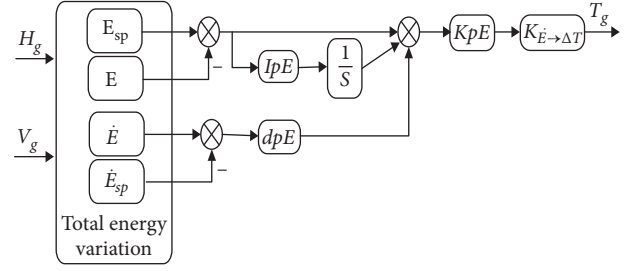 H_g
V_g
E_sp
E
Ė
Ė_sp
Total energy
variation
–
–
IpE
1
S
dpE
KpE
K_Ė→ΔT
T_g